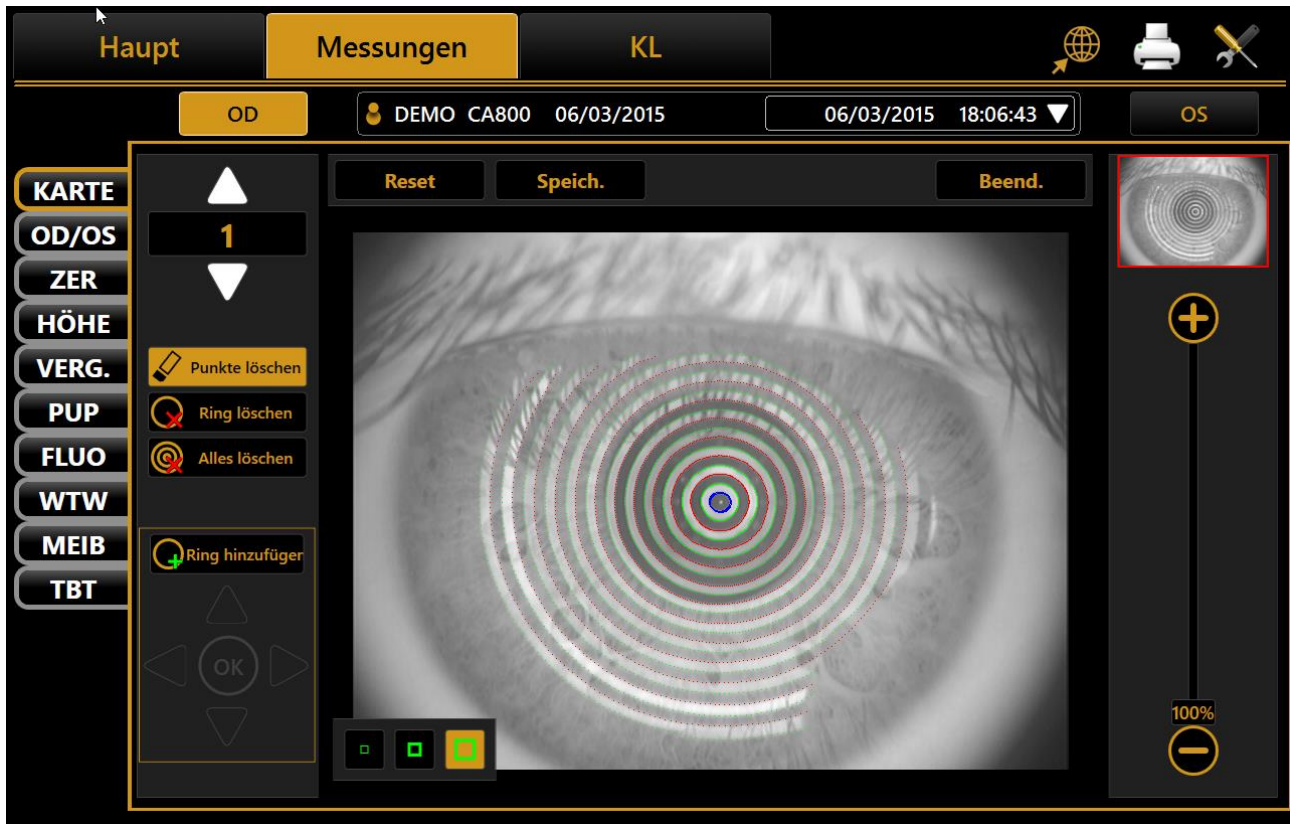 Haupt Messungen KL
OD DEMO CA800 06/03/2015 06/03/2015 18:06:43 OS
KARTE
OD/OS
ZER
HÖHE
VERG.
PUP
FLUO
WTW
MEIB
TBT
1
Punkte löschen
Ring löschen
Alles löschen
Ring hinzufüger
OK
Reset Speich. Beend.
100%